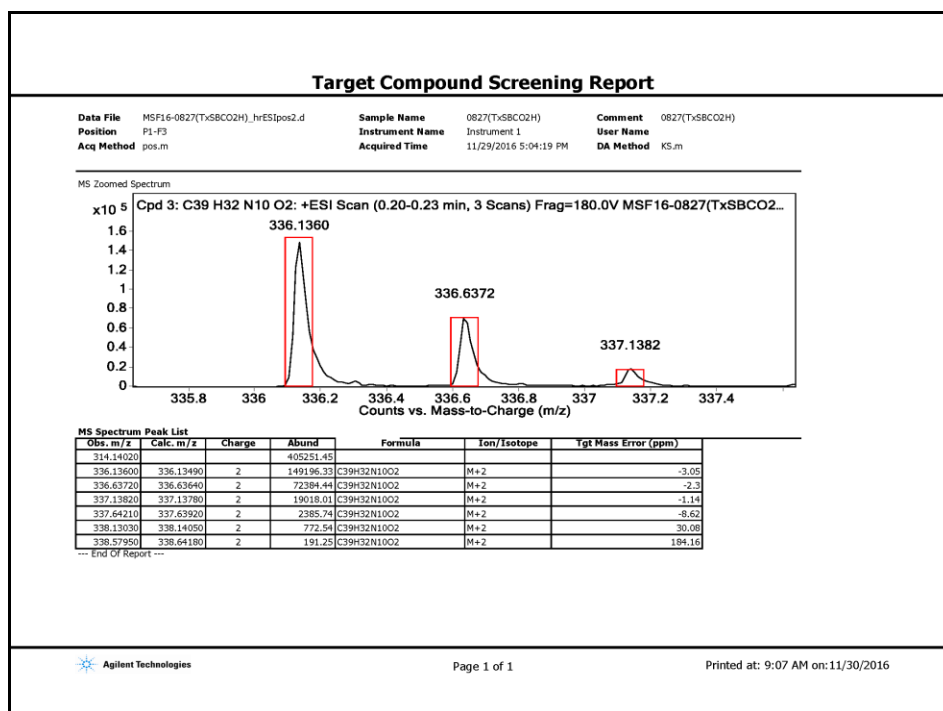 Target Compound Screening Report
Data File MSF16-0827(TxSBCO2H)_hrESIpos2.d Sample Name 0827(TxSBCO2H) Comment 0827(TxSBCO2H)
Position P1-F3 Instrument Name Instrument 1 User Name
Acq Method pos.m Acquired Time 11/29/2016 5:04:19 PM DA Method KS.m
MS Zoomed Spectrum
x10 5 Cpd 3: C39 H32 N10 O2: +ESI Scan (0.20-0.23 min, 3 Scans) Frag=180.0V MSF16-0827(TxSBCO2...
336.1360
1.6
1.4
1.2
336.6372
1
0.8
337.1382
0.6
0.4
0.2
0
335.8 336 336.2 336.4 336.6 336.8 337 337.2 337.4
Counts vs. Mass-to-Charge (m/z)
MS Spectrum Peak List
Obs. m/z Calc. m/z Charge Abund Formula Ion/Isotope Tgt Mass Error (ppm)
314.14020 405251.45
336.13600 336.13490 2 149196.33 C39H32N10O2 M+2 -3.05
336.63720 336.63640 2 72384.44 C39H32N10O2 M+2 -2.3
337.13820 337.13780 2 19018.01 C39H32N10O2 M+2 -1.14
337.64210 337.63920 2 2385.74 C39H32N10O2 M+2 -8.62
338.13030 338.14050 2 772.54 C39H32N10O2 M+2 30.08
338.57950 338.64180 2 191.25 C39H32N10O2 M+2 184.16
--- End Of Report ---
Agilent Technologies Page 1 of 1 Printed at: 9:07 AM on:11/30/2016